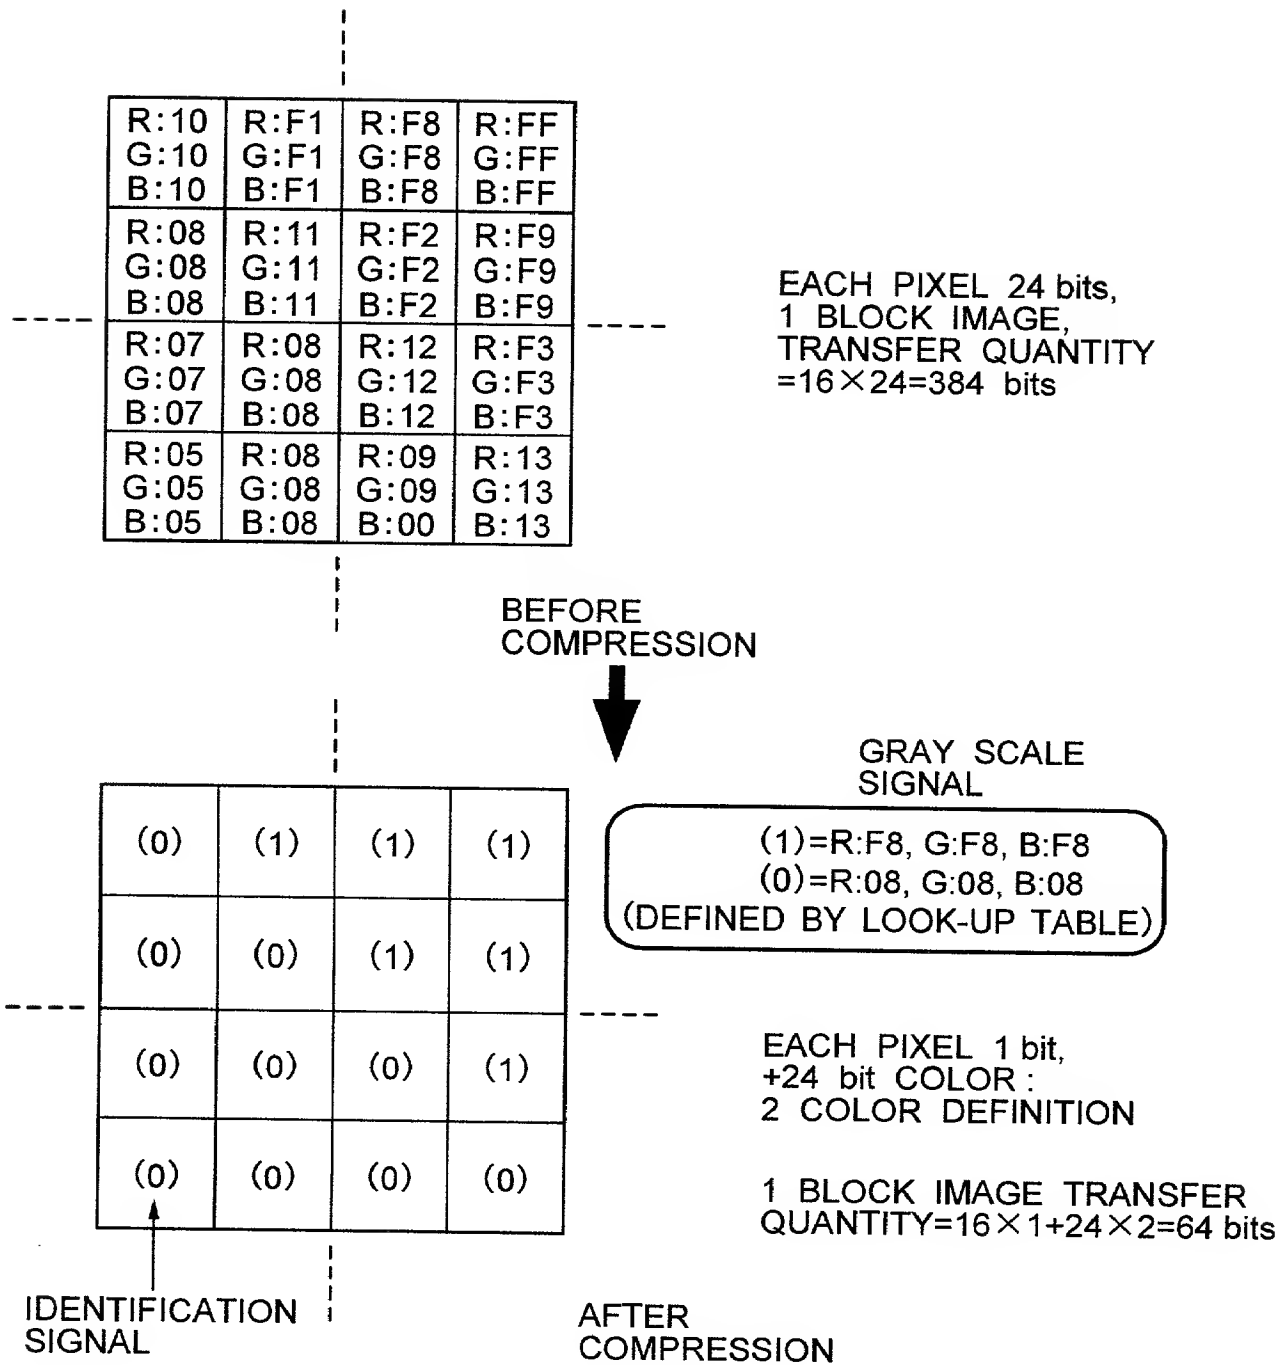 R:10 R:F1 R:F8 R:FF
G:10 G:F1 G:F8 G:FF
B:10 B:F1 B:F8 B:FF
R:08 R:11 R:F2 R:F9
G:08 G:11 G:F2 G:F9
B:08 B:11 B:F2 B:F9
R:07 R:08 R:12 R:F3
G:07 G:08 G:12 G:F3
B:07 B:08 B:12 B:F3
R:05 R:08 R:09 R:13
G:05 G:08 G:09 G:13
B:05 B:08 B:00 B:13
EACH PIXEL 24 bits,
1 BLOCK IMAGE,
TRANSFER QUANTITY
=16×24=384 bits
BEFORE
COMPRESSION
(0) (1) (1) (1)
(0) (0) (1) (1)
(0) (0) (0) (1)
(0) (0) (0) (0)
GRAY SCALE
SIGNAL
(1)=R:F8, G:F8, B:F8
(0)=R:08, G:08, B:08
(DEFINED BY LOOK-UP TABLE)
EACH PIXEL 1 bit,
+24 bit COLOR :
2 COLOR DEFINITION
1 BLOCK IMAGE TRANSFER
QUANTITY=16×1+24×2=64 bits
IDENTIFICATION
SIGNAL
AFTER
COMPRESSION